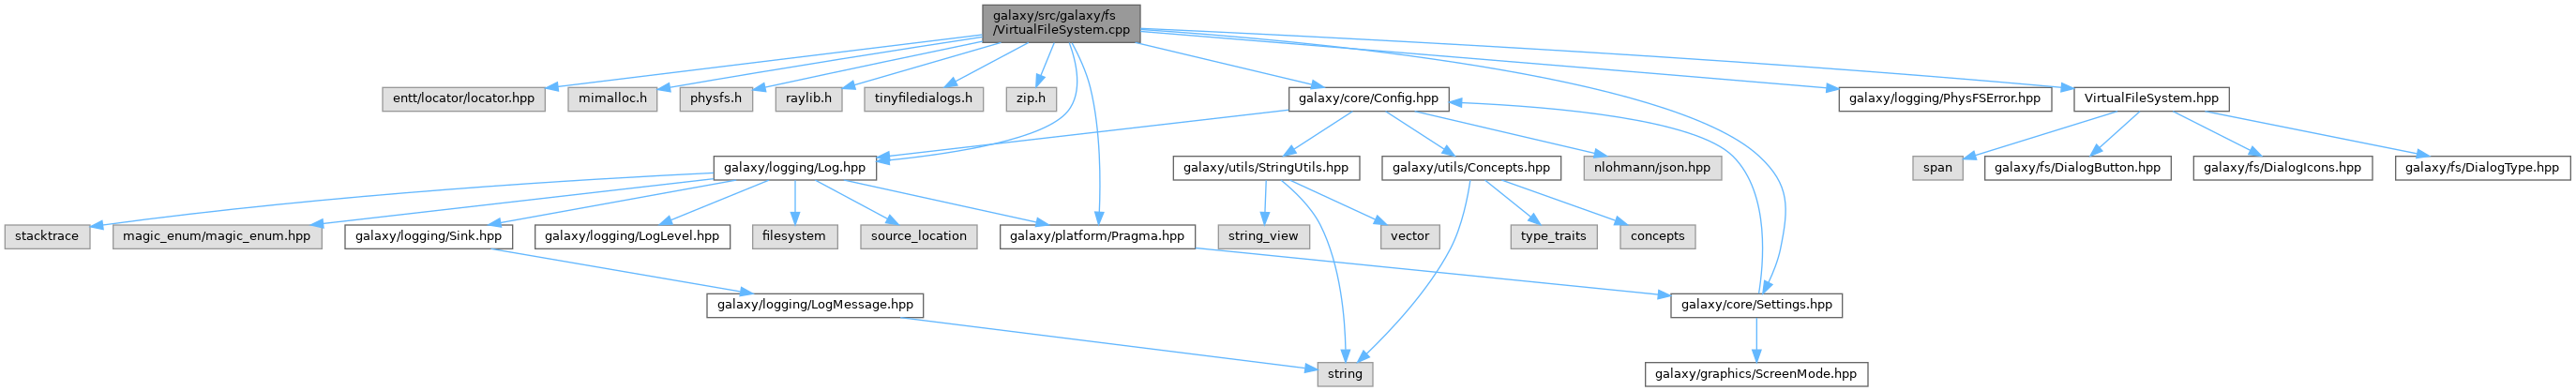 galaxy/src/galaxy/fs
/VirtualFileSystem.cpp
entt/locator/locator.hpp
mimalloc.h
physfs.h
raylib.h
tinyfiledialogs.h
zip.h
galaxy/core/Config.hpp
galaxy/logging/PhysFSError.hpp
VirtualFileSystem.hpp
galaxy/logging/Log.hpp
galaxy/utils/StringUtils.hpp
galaxy/utils/Concepts.hpp
nlohmann/json.hpp
span
galaxy/fs/DialogButton.hpp
galaxy/fs/DialogIcons.hpp
galaxy/fs/DialogType.hpp
stacktrace
magic_enum/magic_enum.hpp
galaxy/logging/Sink.hpp
galaxy/logging/LogLevel.hpp
filesystem
source_location
galaxy/platform/Pragma.hpp
string_view
vector
type_traits
concepts
galaxy/logging/LogMessage.hpp
galaxy/core/Settings.hpp
string
galaxy/graphics/ScreenMode.hpp